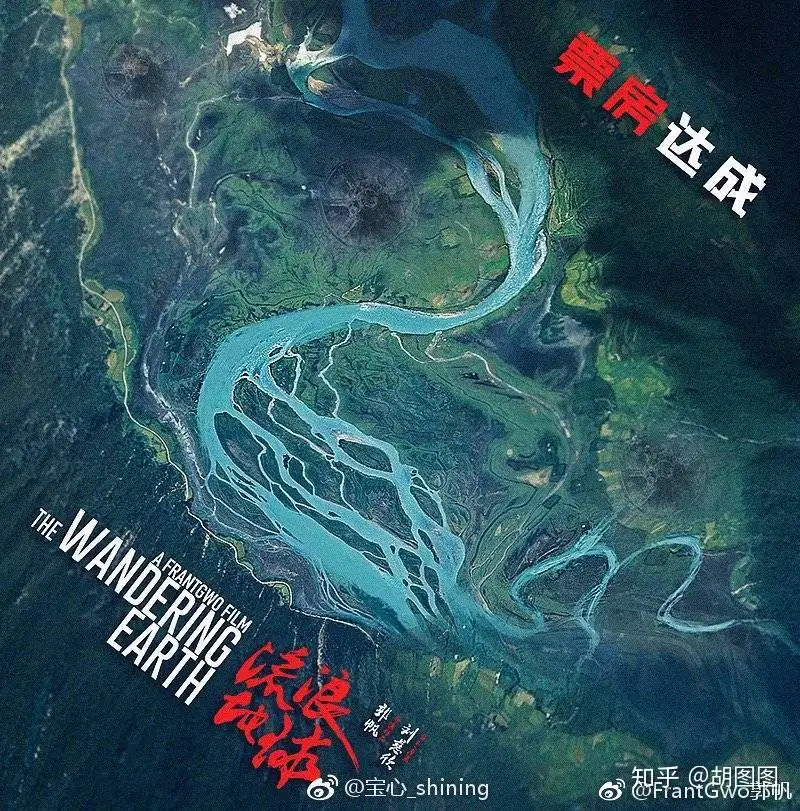 票房达成
THE WANDERING EARTH
A FRANTGWO FILM
流浪地球
郭帆
刘慈欣
@宝心_shining
知乎 @胡图图
@FrantGwo郭帆